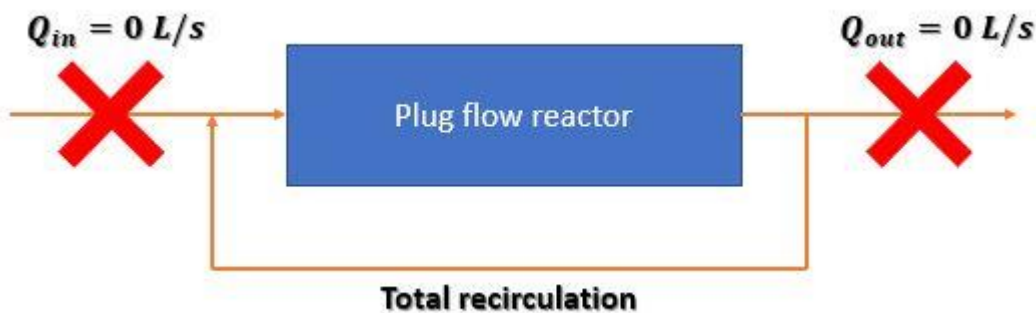 Q_in = 0 L/s
Q_out = 0 L/s
Plug flow reactor
Total recirculation